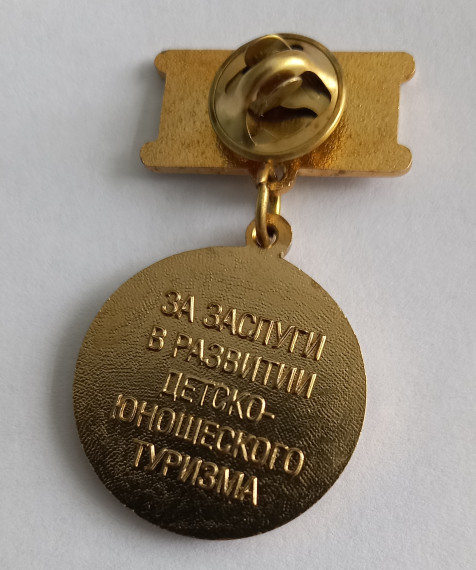 ЗА ЗАСЛУГИ
В РАЗВИТИИ
ДЕТСКО-
ЮНОШЕСКОГО
ТУРИЗМА